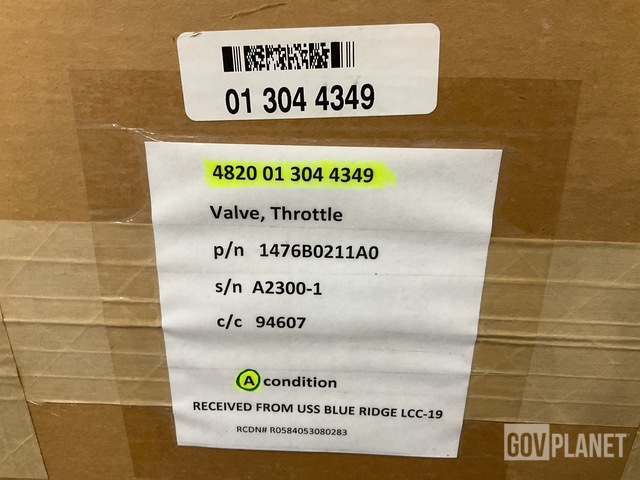 01 304 4349
4820 01 304 4349
Valve, Throttle
p/n 1476B0211A0
s/n A2300-1
c/c 94607
A condition
RECEIVED FROM USS BLUE RIDGE LCC-19
RCDN# R0584053080283
GOVPLANET